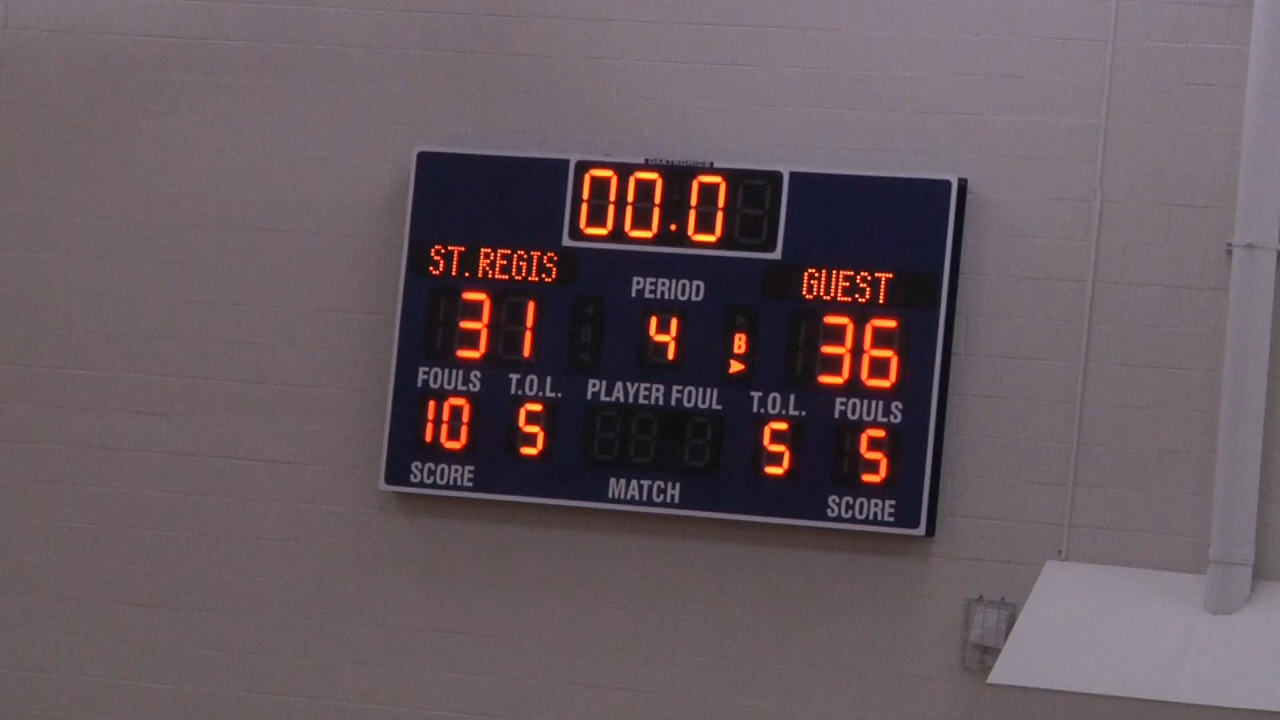 DAKTRONICS
00.0
ST.REGIS GUEST
PERIOD
31 4 B 36
FOULS T.O.L. PLAYER FOUL T.O.L. FOULS
10 5 5 5
SCORE MATCH SCORE